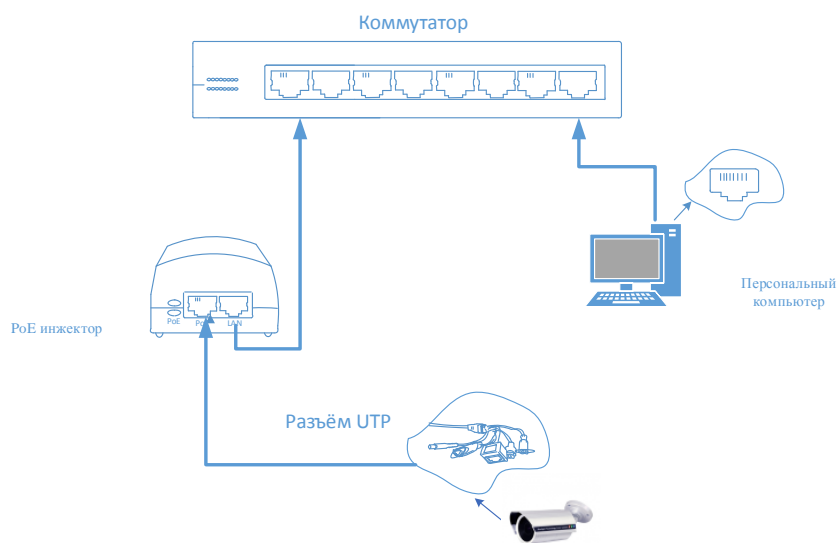 Коммутатор
Персональный
компьютер
PoE инжектор
PoE
PoE
LAN
Разъём UTP